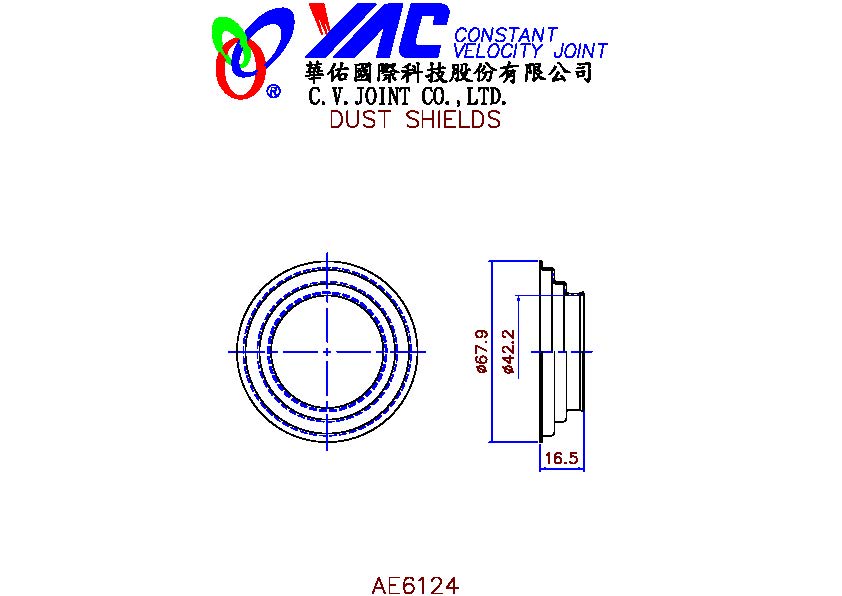 YAC CONSTANT
VELOCITY JOINT
®
華佑國際科技股份有限公司
C.V.JOINT CO.,LTD.
DUST SHIELDS
ø67.9
ø42.2
16.5
AE6124